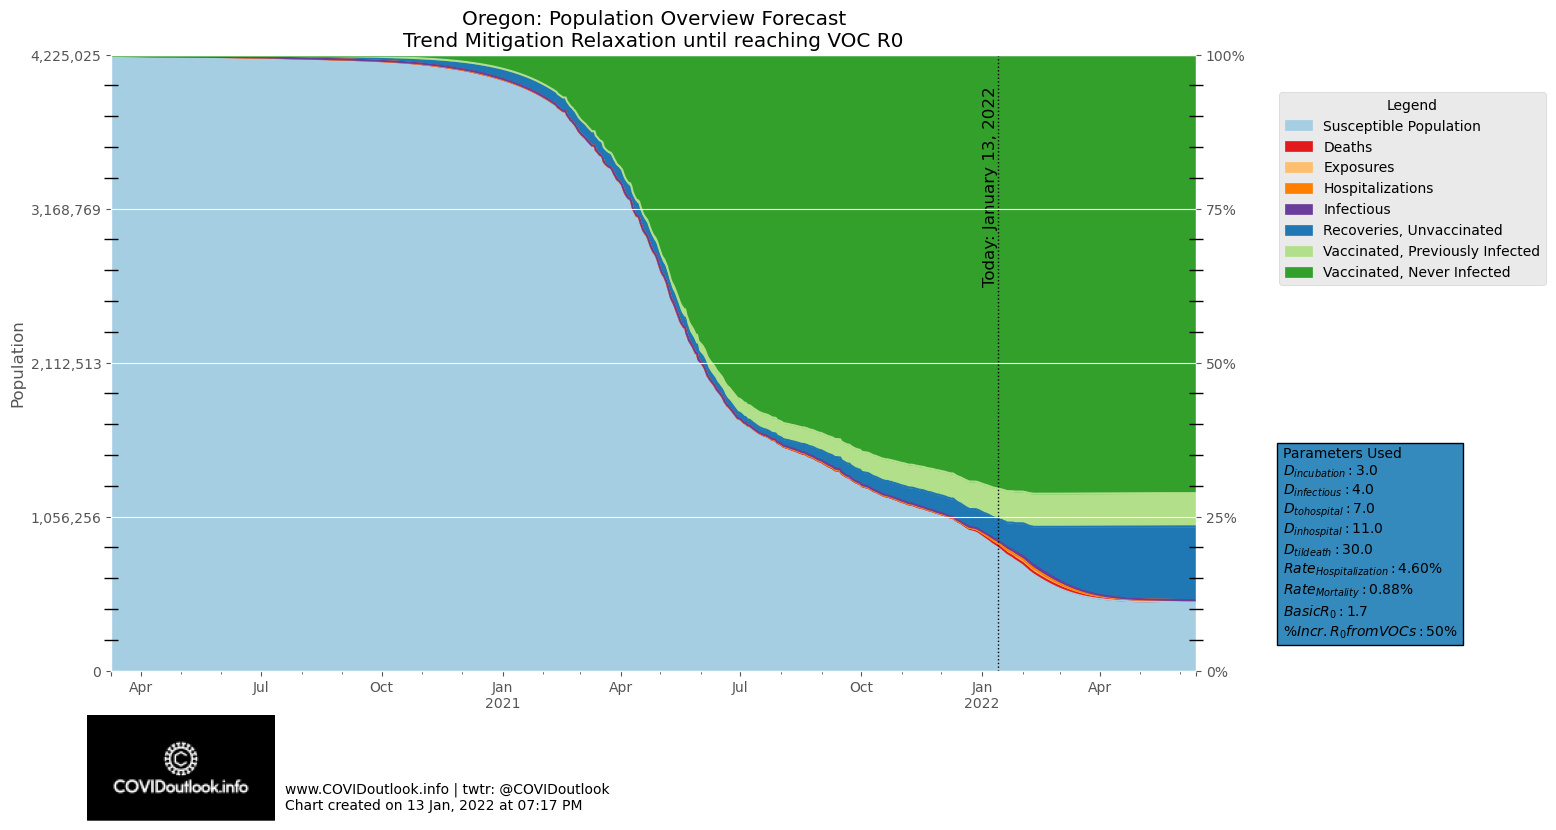 Oregon: Population Overview Forecast
Trend Mitigation Relaxation until reaching VOC R0
Population
4,225,025
3,168,769
2,112,513
1,056,256
0
100%
75%
50%
25%
0%
Apr
Jul
Oct
Jan
2021
Apr
Jul
Oct
Jan
2022
Apr
Today: January 13, 2022
Legend
Susceptible Population
Deaths
Exposures
Hospitalizations
Infectious
Recoveries, Unvaccinated
Vaccinated, Previously Infected
Vaccinated, Never Infected
Parameters Used
D_incubation : 3.0
D_infectious : 4.0
D_tohospital : 7.0
D_inhospital : 11.0
D_tildeath : 30.0
Rate_Hospitalization : 4.60%
Rate_Mortality : 0.88%
BasicR_0 : 1.7
%Incr.R_0fromVOCs : 50%
COVIDoutlook.info
www.COVIDoutlook.info | twtr: @COVIDoutlook
Chart created on 13 Jan, 2022 at 07:17 PM